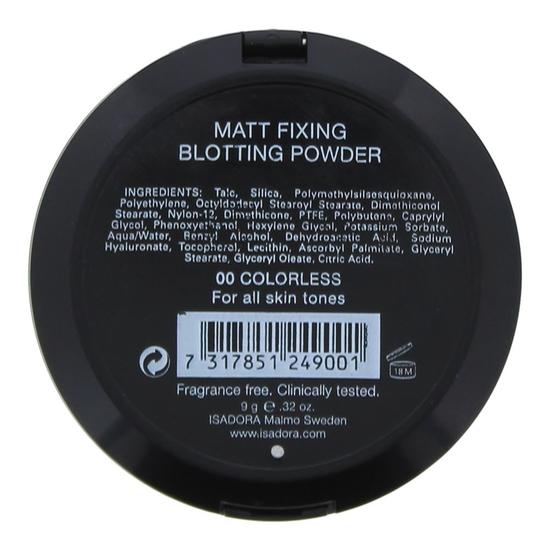 MATT FIXING
BLOTTING POWDER
INGREDIENTS: Talc, Silica, Polymethylsilsesquioxane,
Polyethylene, Octyldodecyl Stearoyl Stearate, Dimethiconol
Stearate, Nylon-12, Dimethicone, PTFE, Polybutene, Caprylyl
Glycol, Phenoxyethanol, Hexylene Glycol, Potassium Sorbate,
Aqua/Water, Benzyl Alcohol, Dehydroacetic Acid, Sodium
Hyaluronate, Tocopherol, Lecithin, Ascorbyl Palmitate, Glyceryl
Stearate, Glyceryl Oleate, Citric Acid.
00 COLORLESS
For all skin tones
7 317851 249001
18M
Fragrance free. Clinically tested.
9 g e .32 oz.
ISADORA Malmo Sweden
www.isadora.com